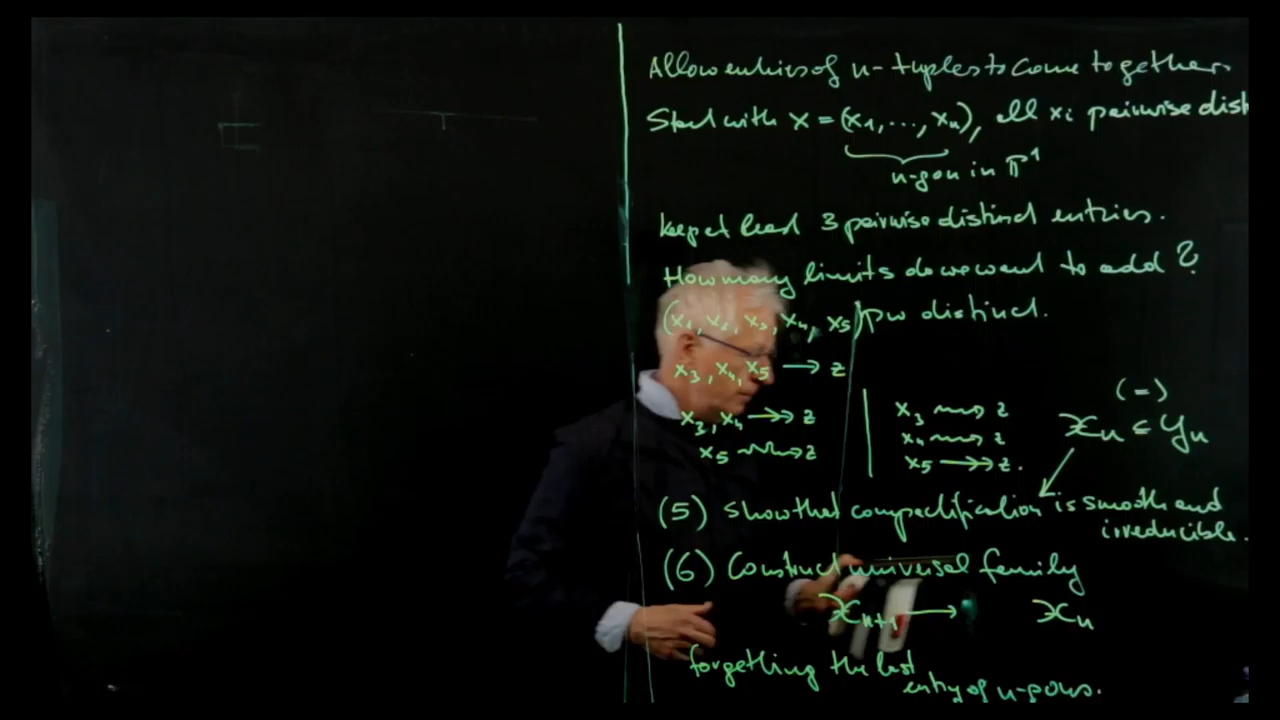 Allow entries of n-tuples to come together.
Start with x = (x₁, ..., xₙ), all xᵢ pairwise dist
n-gon in ℙ¹
Keep at least 3 pairwise distinct entries.
How many limits do we want to add?
(x₁, x₂, x₃, x₄, x₅) pw distinct.
x₃, x₄, x₅ → z
x₃, x₄ ↠ z | x₃ ⇝ z
x₅ ⇝ z | x₄ ⇝ z
x₅ ↠ z.
(=)
𝒳ₙ ⊆ 𝒴ₙ
(5) Show that compactification is smooth and
irreducible.
(6) Construct universal family
𝒳ₙ₊₁ → 𝒳ₙ
forgetting the last
entry of n-gons.